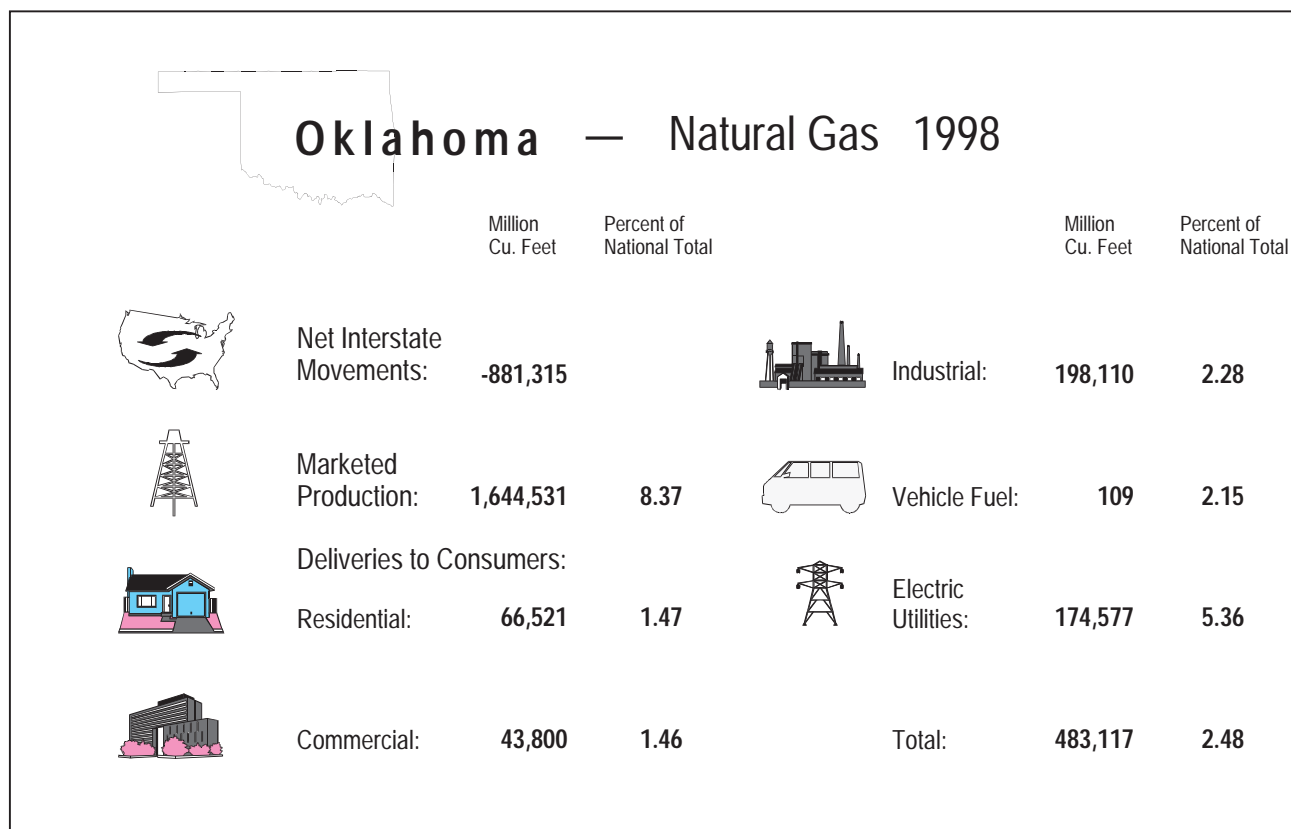 Oklahoma — Natural Gas 1998
Million Cu. Feet
Percent of National Total
Net Interstate Movements: -881,315
Marketed Production: 1,644,531 8.37
Deliveries to Consumers:
Residential: 66,521 1.47
Commercial: 43,800 1.46
Million Cu. Feet
Percent of National Total
Industrial: 198,110 2.28
Vehicle Fuel: 109 2.15
Electric Utilities: 174,577 5.36
Total: 483,117 2.48